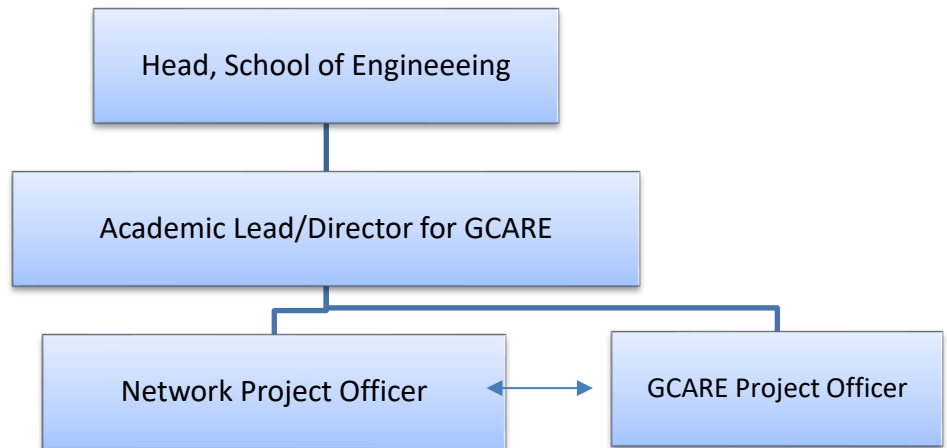 Head, School of Engineeeing
Academic Lead/Director for GCARE
Network Project Officer
GCARE Project Officer